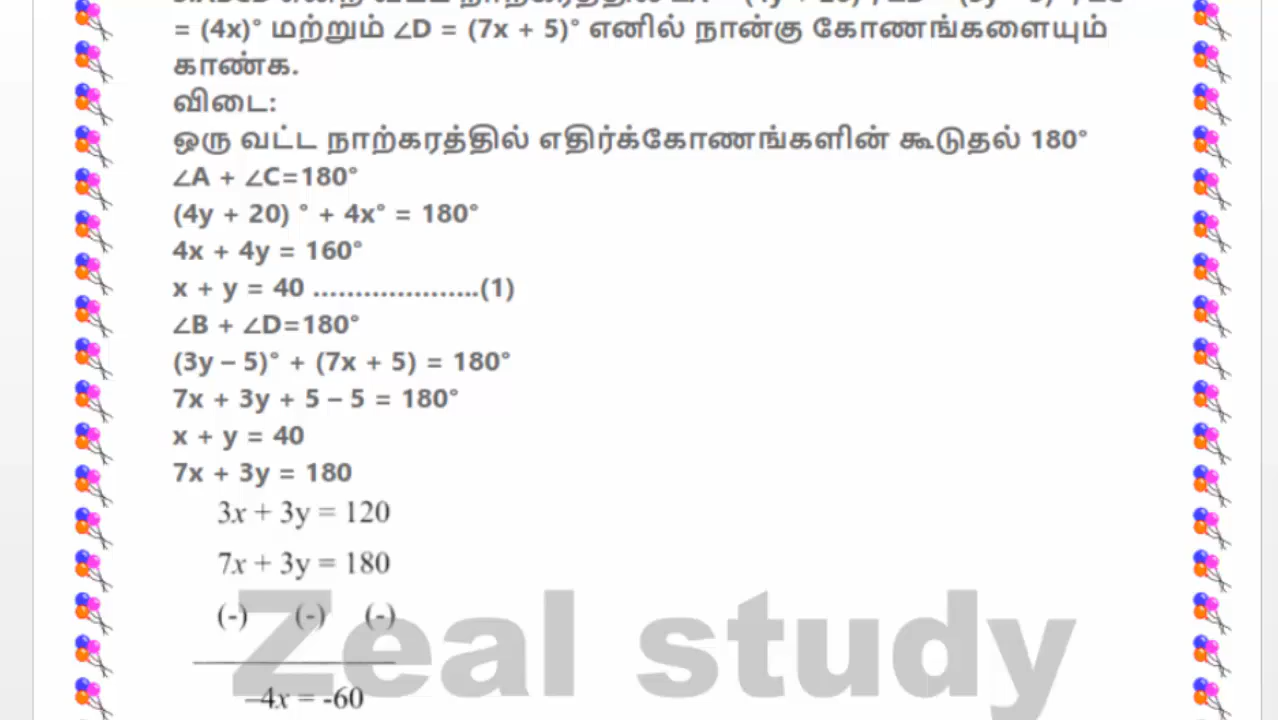 = (4x)° மற்றும் ∠D = (7x + 5)° எனில் நான்கு கோணங்களையும்
காண்க.
விடை:
ஒரு வட்ட நாற்கரத்தில் எதிர்க்கோணங்களின் கூடுதல் 180°
∠A + ∠C=180°
(4y + 20) ° + 4x° = 180°
4x + 4y = 160°
x + y = 40 ....................(1)
∠B + ∠D=180°
(3y – 5)° + (7x + 5) = 180°
7x + 3y + 5 – 5 = 180°
x + y = 40
7x + 3y = 180
3x + 3y = 120
7x + 3y = 180
(-) (-) (-)
–4x = -60
Zeal study